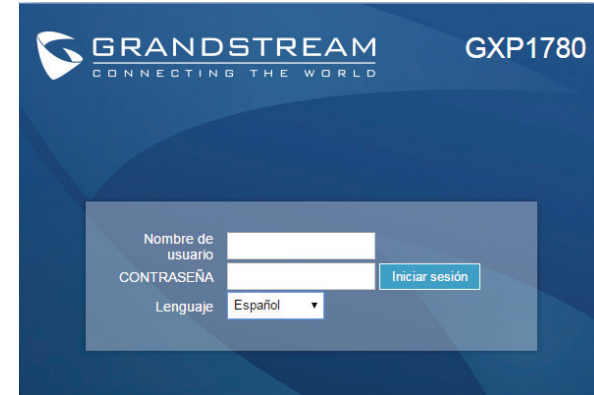 GRANDSTREAM
CONNECTING THE WORLD
GXP1780
Nombre de
usuario
CONTRASEÑA
Iniciar sesión
Lenguaje
Español